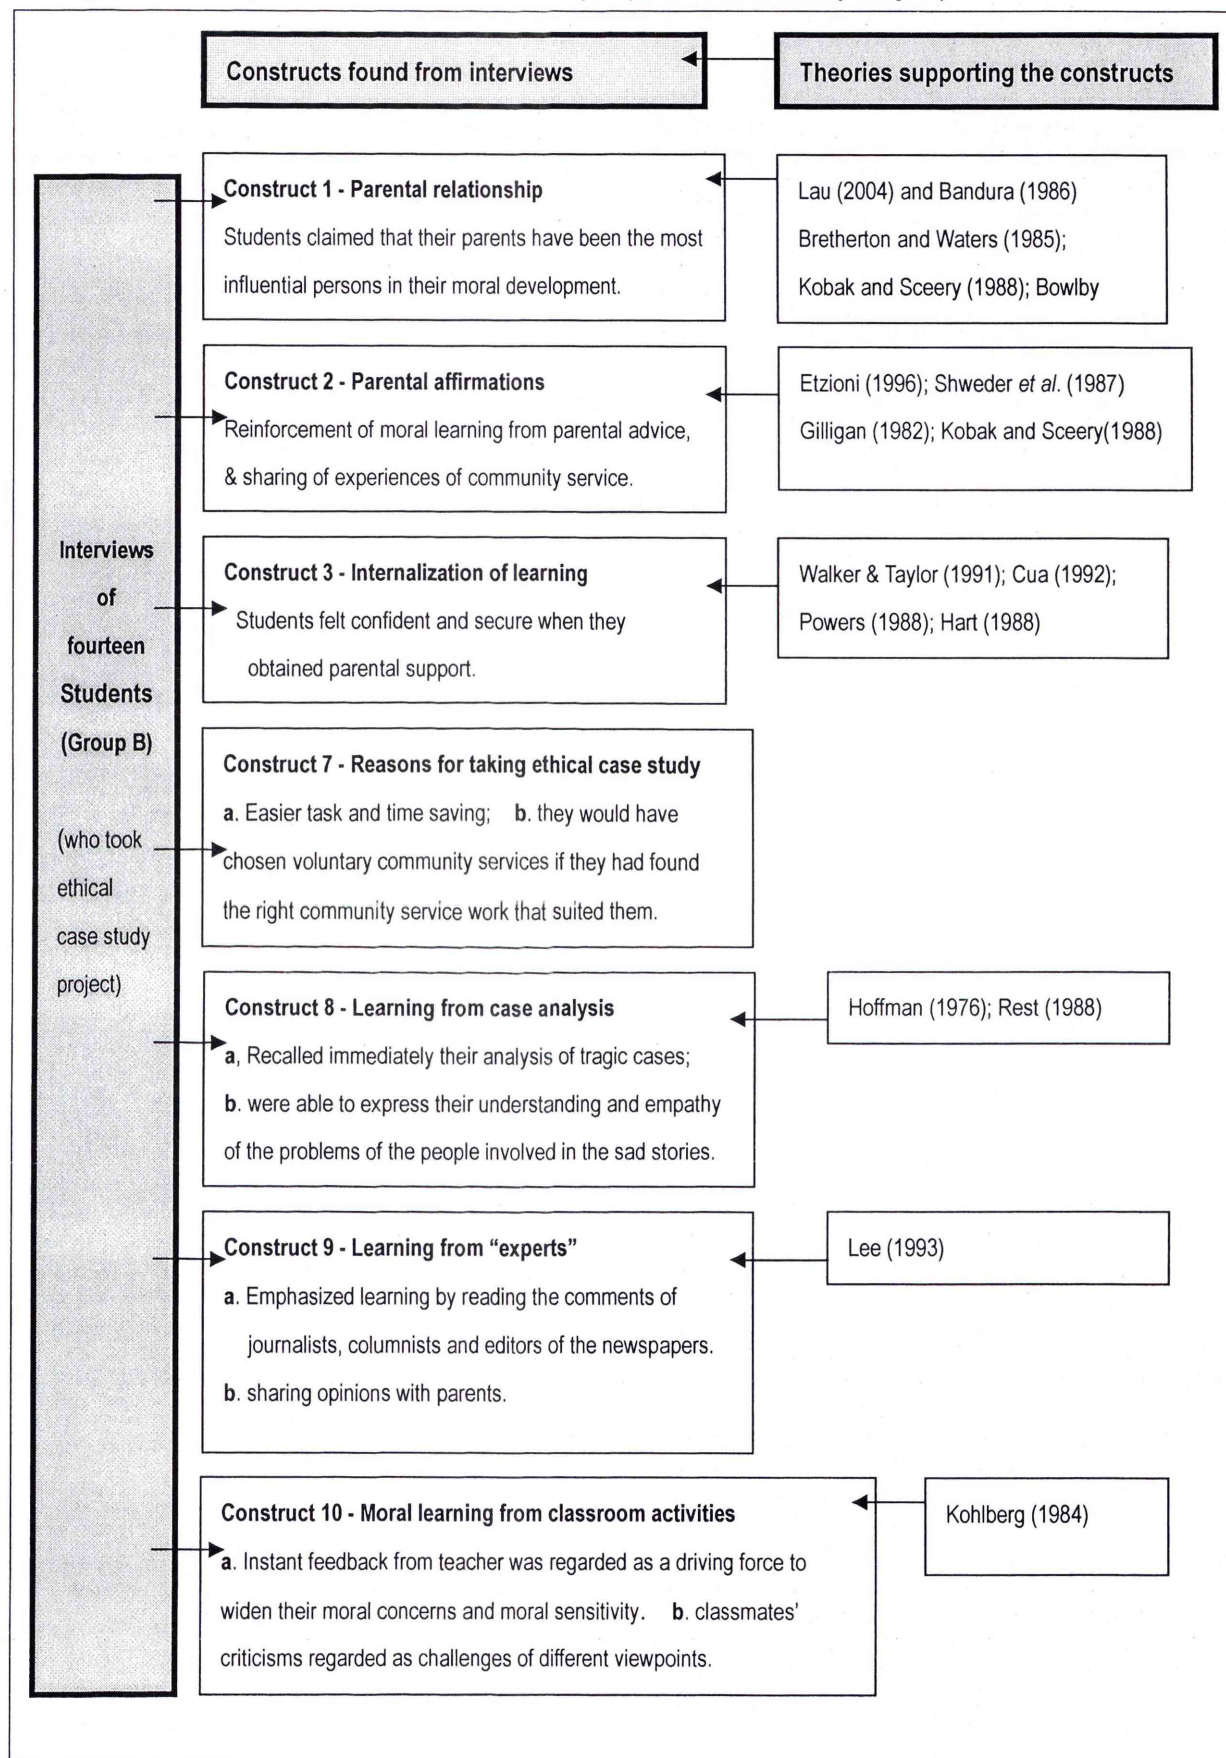 Constructs found from interviews
Theories supporting the constructs
Interviews
of
fourteen
Students
(Group B)
(who took
ethical
case study
project)
Construct 1 - Parental relationship
Students claimed that their parents have been the most
influential persons in their moral development.
Lau (2004) and Bandura (1986)
Bretherton and Waters (1985);
Kobak and Sceery (1988); Bowlby
Construct 2 - Parental affirmations
Reinforcement of moral learning from parental advice,
& sharing of experiences of community service.
Etzioni (1996); Shweder et al. (1987)
Gilligan (1982); Kobak and Sceery(1988)
Construct 3 - Internalization of learning
Students felt confident and secure when they
obtained parental support.
Walker & Taylor (1991); Cua (1992);
Powers (1988); Hart (1988)
Construct 7 - Reasons for taking ethical case study
a. Easier task and time saving; b. they would have
chosen voluntary community services if they had found
the right community service work that suited them.
Construct 8 - Learning from case analysis
a, Recalled immediately their analysis of tragic cases;
b. were able to express their understanding and empathy
of the problems of the people involved in the sad stories.
Hoffman (1976); Rest (1988)
Construct 9 - Learning from “experts”
a. Emphasized learning by reading the comments of
journalists, columnists and editors of the newspapers.
b. sharing opinions with parents.
Lee (1993)
Construct 10 - Moral learning from classroom activities
a. Instant feedback from teacher was regarded as a driving force to
widen their moral concerns and moral sensitivity. b. classmates’
criticisms regarded as challenges of different viewpoints.
Kohlberg (1984)